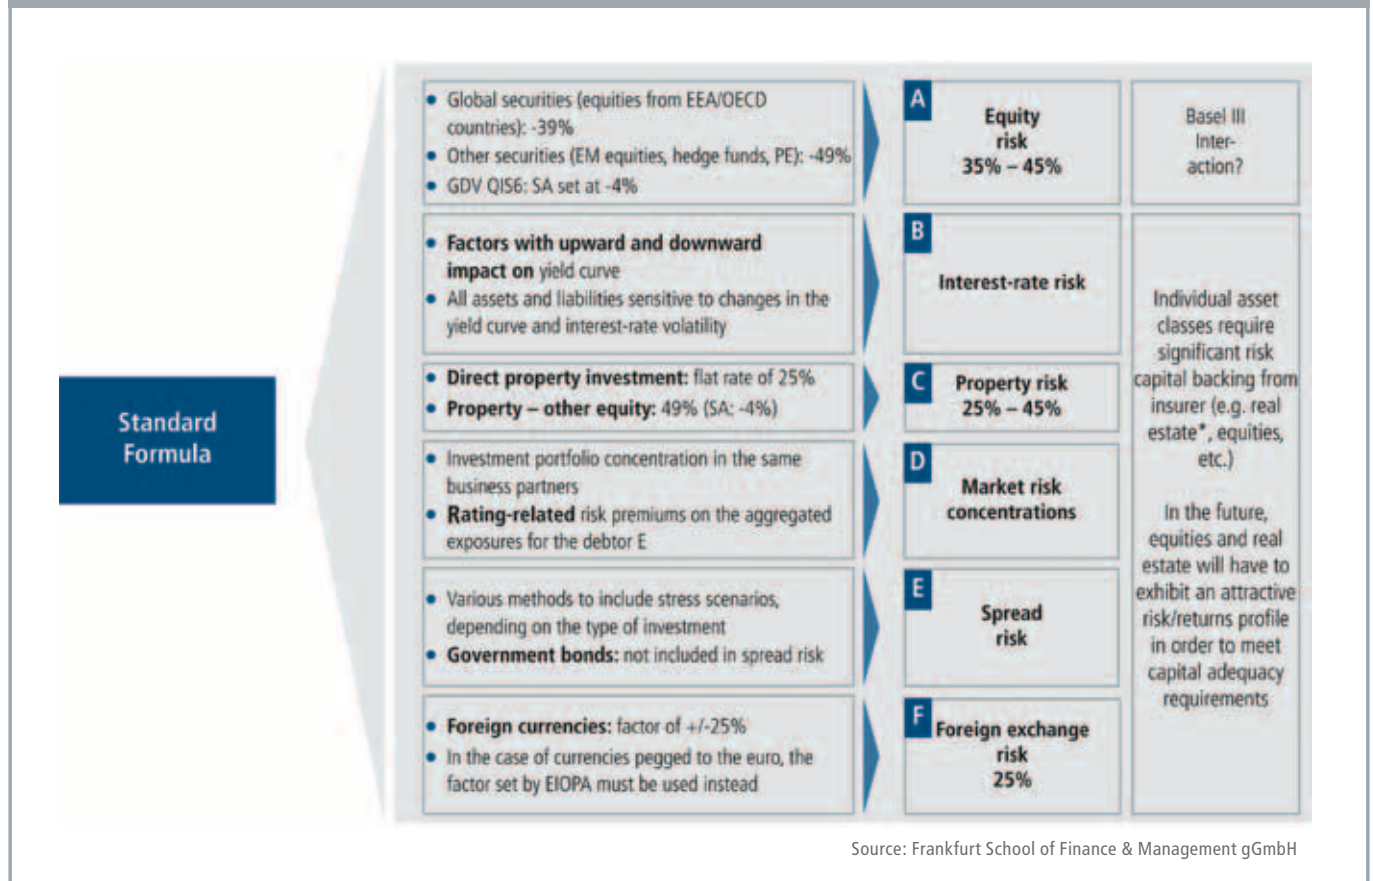 Standard
Formula
• Global securities (equities from EEA/OECD
countries): -39%
• Other securities (EM equities, hedge funds, PE): -49%
• GDV QIS6: SA set at -4%
A
Equity
risk
35% – 45%
Basel III
Inter-
action?
• Factors with upward and downward
impact on yield curve
• All assets and liabilities sensitive to changes in the
yield curve and interest-rate volatility
B
Interest-rate risk
• Direct property investment: flat rate of 25%
• Property – other equity: 49% (SA: -4%)
C
Property risk
25% – 45%
• Investment portfolio concentration in the same
business partners
• Rating-related risk premiums on the aggregated
exposures for the debtor E
D
Market risk
concentrations
• Various methods to include stress scenarios,
depending on the type of investment
• Government bonds: not included in spread risk
E
Spread
risk
• Foreign currencies: factor of +/-25%
• In the case of currencies pegged to the euro, the
factor set by EIOPA must be used instead
F
Foreign exchange
risk
25%
Individual asset
classes require
significant risk
capital backing from
insurer (e.g. real
estate*, equities,
etc.)
In the future,
equities and real
estate will have to
exhibit an attractive
risk/returns profile
in order to meet
capital adequacy
requirements
Source: Frankfurt School of Finance & Management gGmbH